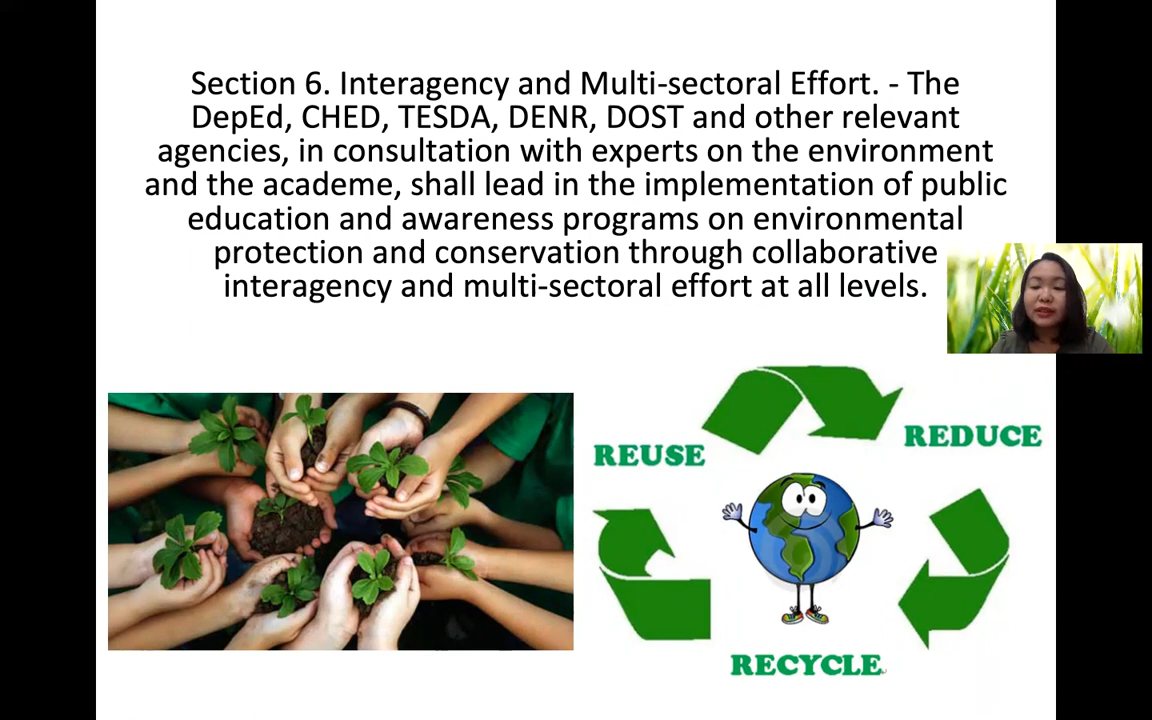 Section 6. Interagency and Multi-sectoral Effort. - The
DepEd, CHED, TESDA, DENR, DOST and other relevant
agencies, in consultation with experts on the environment
and the academe, shall lead in the implementation of public
education and awareness programs on environmental
protection and conservation through collaborative
interagency and multi-sectoral effort at all levels.
REUSE
REDUCE
RECYCLE